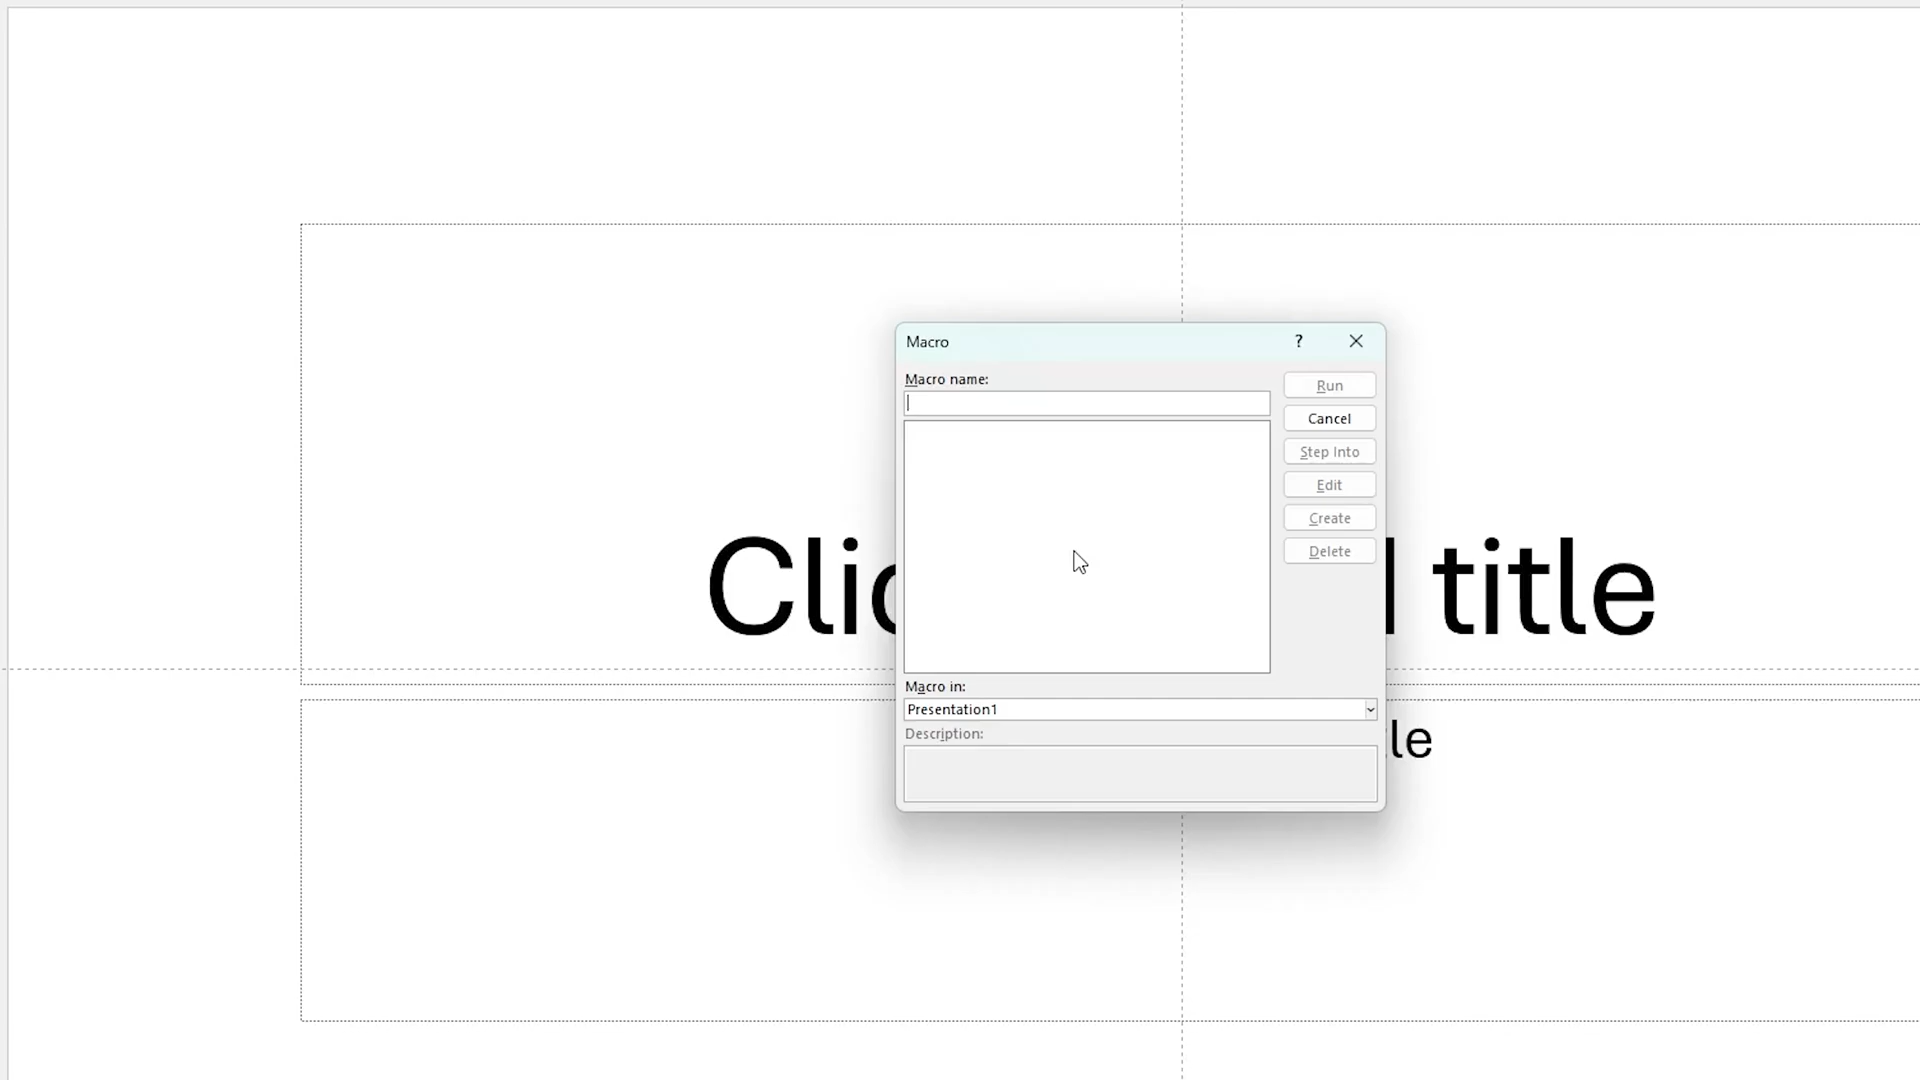 Macro
?
Macro name:
Run
Cancel
Step Into
Edit
Create
Delete
Clic
title
Macro in:
Presentation1
Description:
le